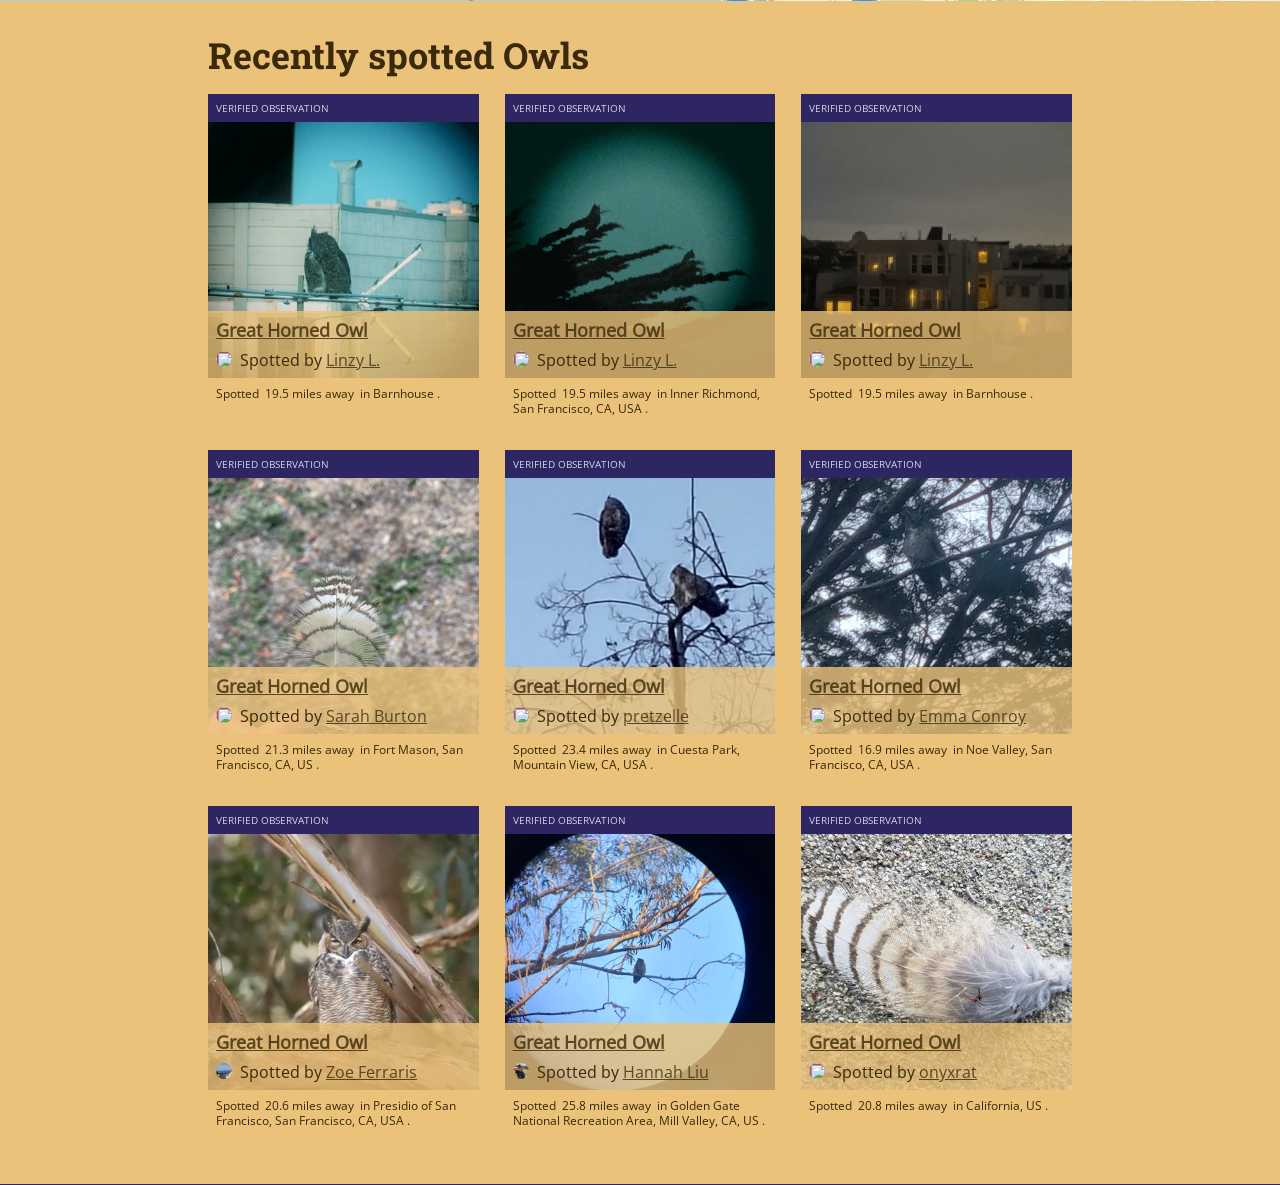 Recently spotted Owls
VERIFIED OBSERVATION
Great Horned Owl
Spotted by Linzy L.
Spotted 19.5 miles away in Barnhouse .
VERIFIED OBSERVATION
Great Horned Owl
Spotted by Linzy L.
Spotted 19.5 miles away in Inner Richmond,
San Francisco, CA, USA .
VERIFIED OBSERVATION
Great Horned Owl
Spotted by Linzy L.
Spotted 19.5 miles away in Barnhouse .
VERIFIED OBSERVATION
Great Horned Owl
Spotted by Sarah Burton
Spotted 21.3 miles away in Fort Mason, San
Francisco, CA, US .
VERIFIED OBSERVATION
Great Horned Owl
Spotted by pretzelle
Spotted 23.4 miles away in Cuesta Park,
Mountain View, CA, USA .
VERIFIED OBSERVATION
Great Horned Owl
Spotted by Emma Conroy
Spotted 16.9 miles away in Noe Valley, San
Francisco, CA, USA .
VERIFIED OBSERVATION
Great Horned Owl
Spotted by Zoe Ferraris
Spotted 20.6 miles away in Presidio of San
Francisco, San Francisco, CA, USA .
VERIFIED OBSERVATION
Great Horned Owl
Spotted by Hannah Liu
Spotted 25.8 miles away in Golden Gate
National Recreation Area, Mill Valley, CA, US .
VERIFIED OBSERVATION
Great Horned Owl
Spotted by onyxrat
Spotted 20.8 miles away in California, US .